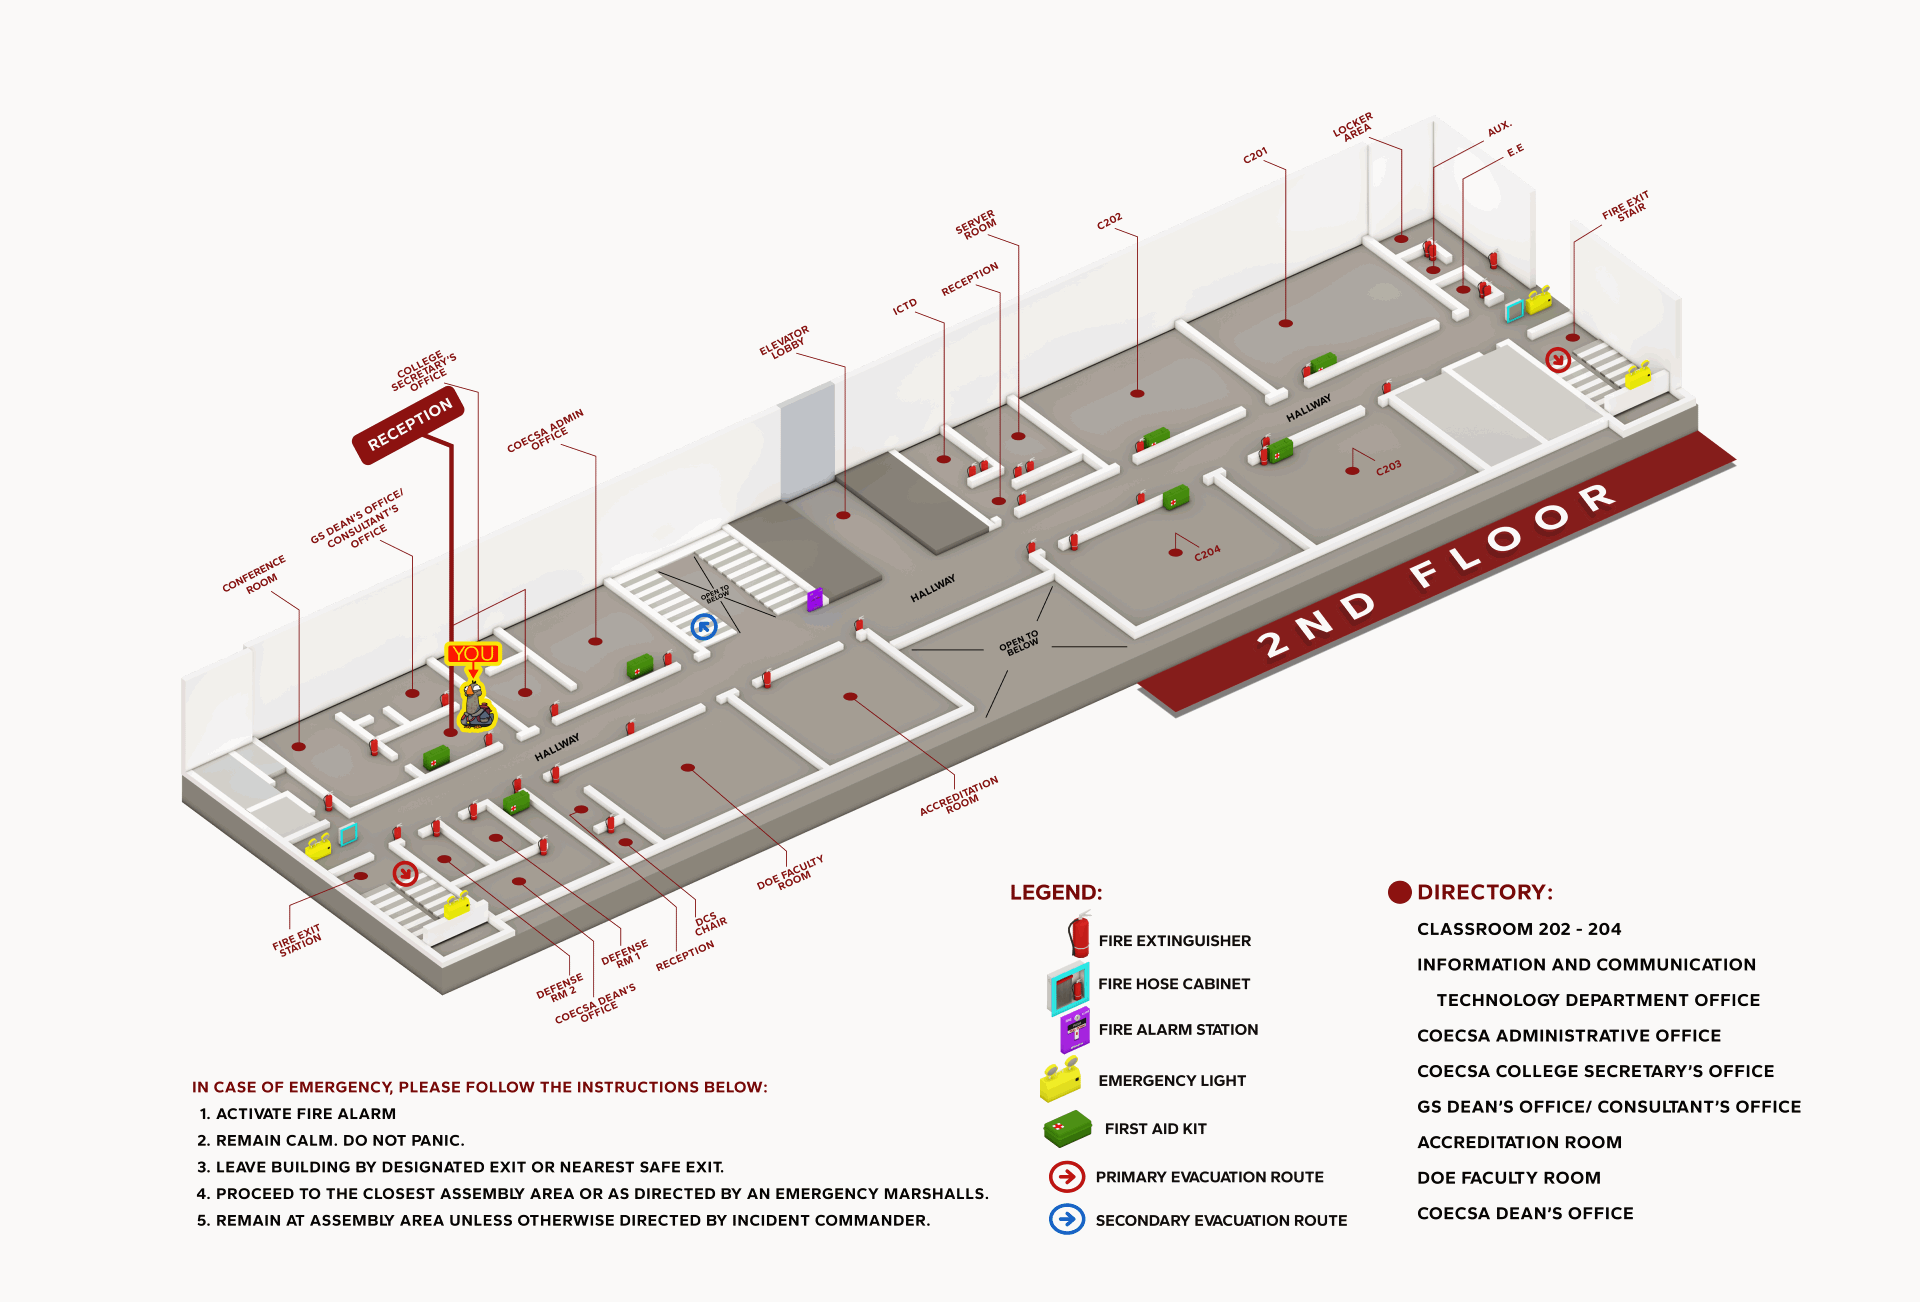 LOCKER
AREA
AUX.
E.E
C201
FIRE EXIT
STAIR
SERVER
ROOM
C202
RECEPTION
ICTD
ELEVATOR
LOBBY
COLLEGE
SECRETARY'S
OFFICE
RECEPTION
COECSA ADMIN
OFFICE
GS DEAN'S OFFICE/
CONSULTANT'S
OFFICE
CONFERENCE
ROOM
YOU
HALLWAY
C203
C204
OPEN TO
BELOW
HALLWAY
OPEN TO
BELOW
HALLWAY
2ND FLOOR
ACCREDITATION
ROOM
DOE FACULTY
ROOM
DCS
CHAIR
RECEPTION
DEFENSE
RM 1
DEFENSE
RM 2
COECSA DEAN'S
OFFICE
FIRE EXIT
STATION
LEGEND:
FIRE EXTINGUISHER
FIRE HOSE CABINET
FIRE ALARM STATION
EMERGENCY LIGHT
FIRST AID KIT
PRIMARY EVACUATION ROUTE
SECONDARY EVACUATION ROUTE
DIRECTORY:
CLASSROOM 202 - 204
INFORMATION AND COMMUNICATION
TECHNOLOGY DEPARTMENT OFFICE
COECSA ADMINISTRATIVE OFFICE
COECSA COLLEGE SECRETARY'S OFFICE
GS DEAN'S OFFICE/ CONSULTANT'S OFFICE
ACCREDITATION ROOM
DOE FACULTY ROOM
COECSA DEAN'S OFFICE
IN CASE OF EMERGENCY, PLEASE FOLLOW THE INSTRUCTIONS BELOW:
1. ACTIVATE FIRE ALARM
2. REMAIN CALM. DO NOT PANIC.
3. LEAVE BUILDING BY DESIGNATED EXIT OR NEAREST SAFE EXIT.
4. PROCEED TO THE CLOSEST ASSEMBLY AREA OR AS DIRECTED BY AN EMERGENCY MARSHALLS.
5. REMAIN AT ASSEMBLY AREA UNLESS OTHERWISE DIRECTED BY INCIDENT COMMANDER.